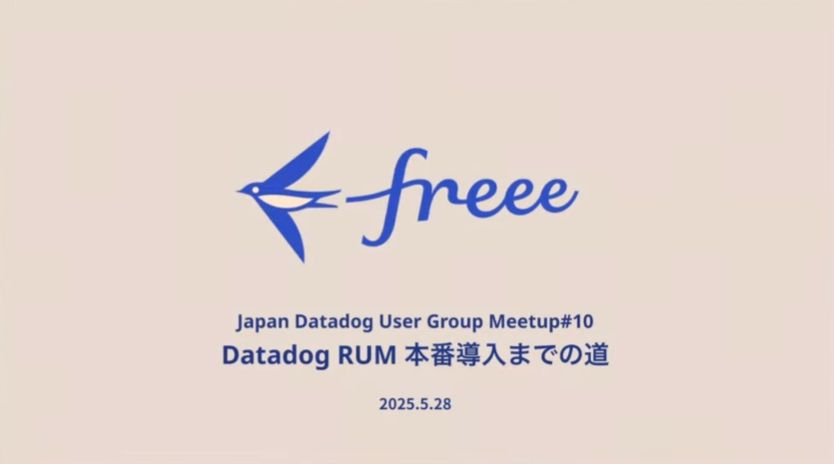 freee
Japan Datadog User Group Meetup#10
Datadog RUM 本番導入までの道
2025.5.28